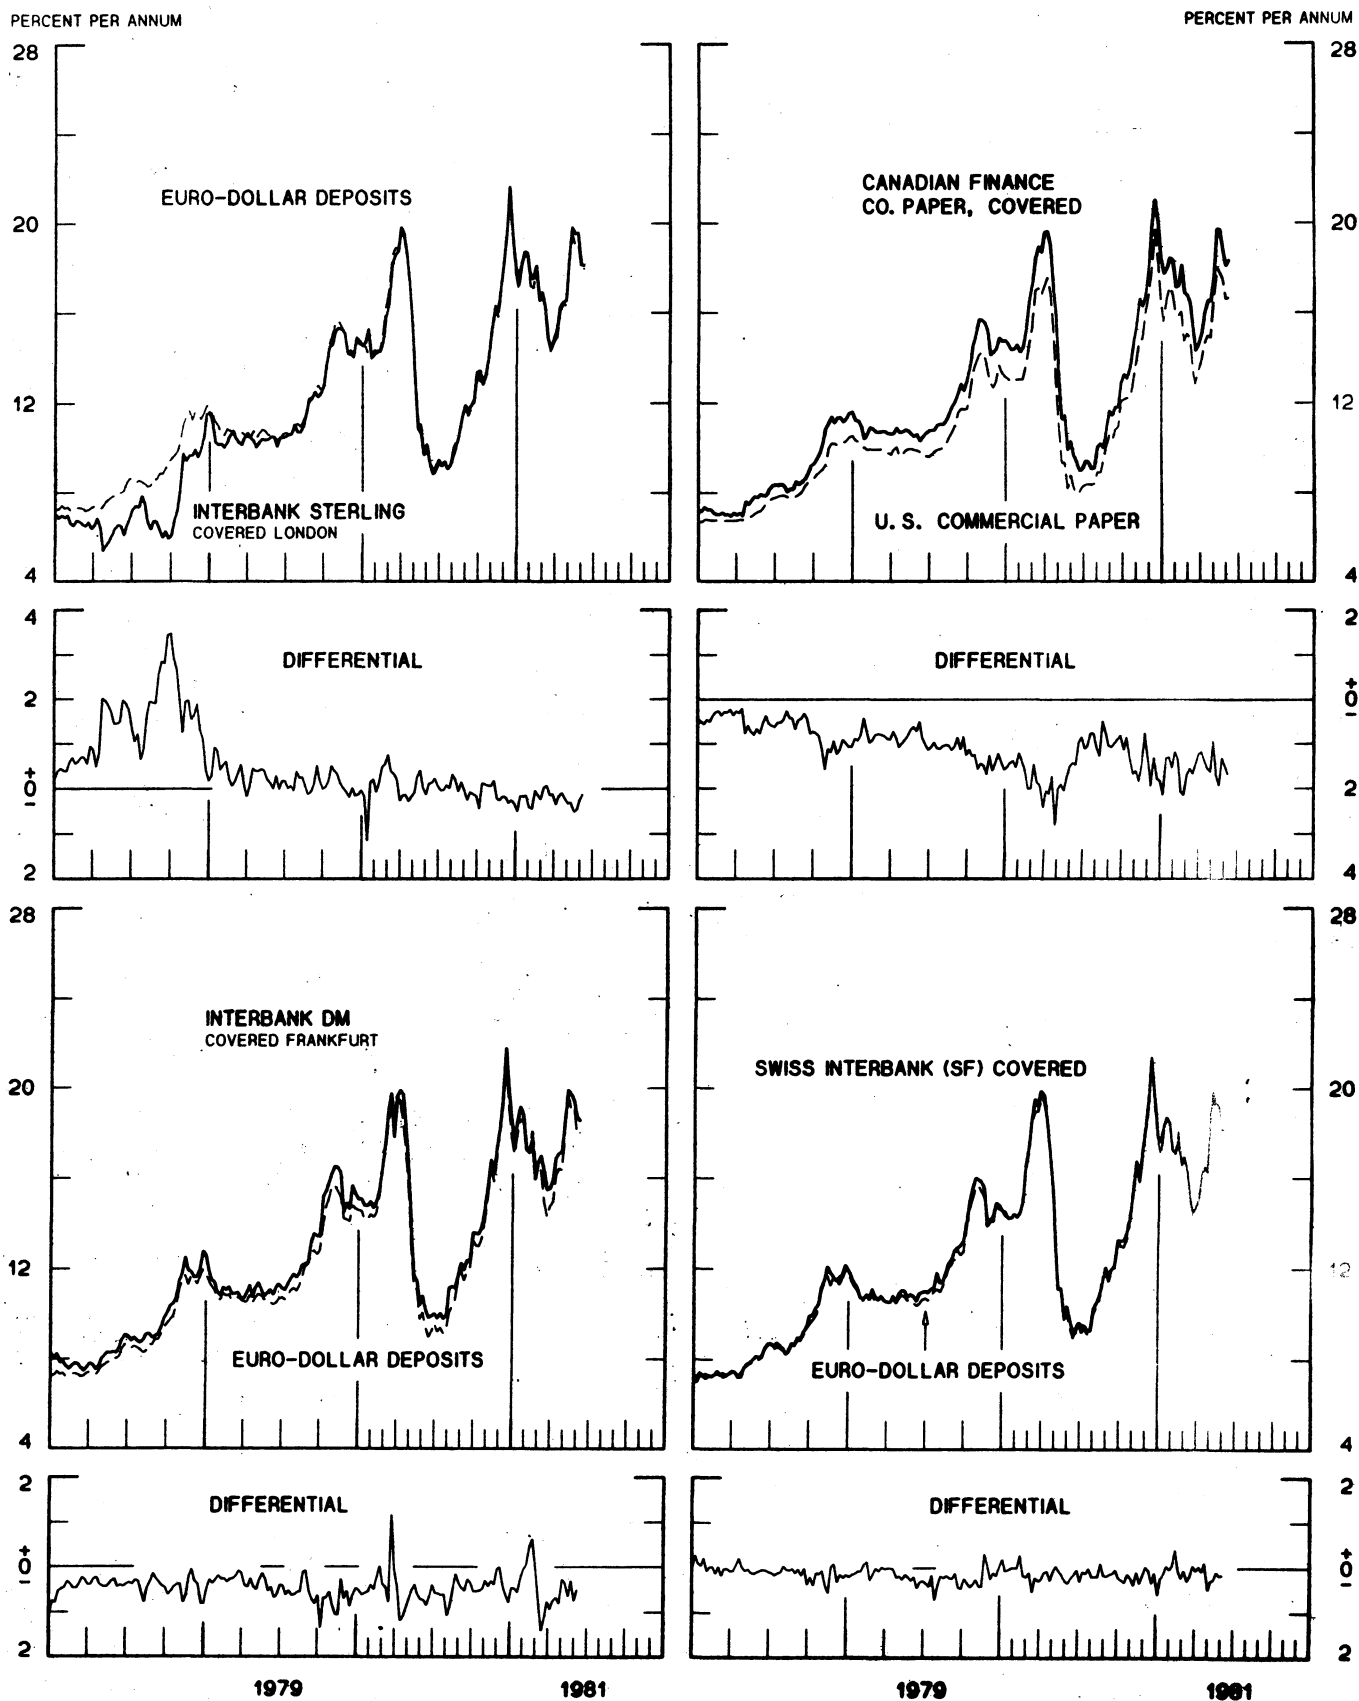 PERCENT PER ANNUM
PERCENT PER ANNUM
28
28
EURO-DOLLAR DEPOSITS
CANADIAN FINANCE
CO. PAPER, COVERED
20
20
12
12
INTERBANK STERLING
COVERED LONDON
U. S. COMMERCIAL PAPER
4
4
4
2
DIFFERENTIAL
DIFFERENTIAL
2
+
0
−
+
0
−
2
2
4
28
28
INTERBANK DM
COVERED FRANKFURT
SWISS INTERBANK (SF) COVERED
20
20
12
12
EURO-DOLLAR DEPOSITS
EURO-DOLLAR DEPOSITS
4
4
2
2
DIFFERENTIAL
DIFFERENTIAL
+
0
−
+
0
−
2
2
1979
1981
1979
1981